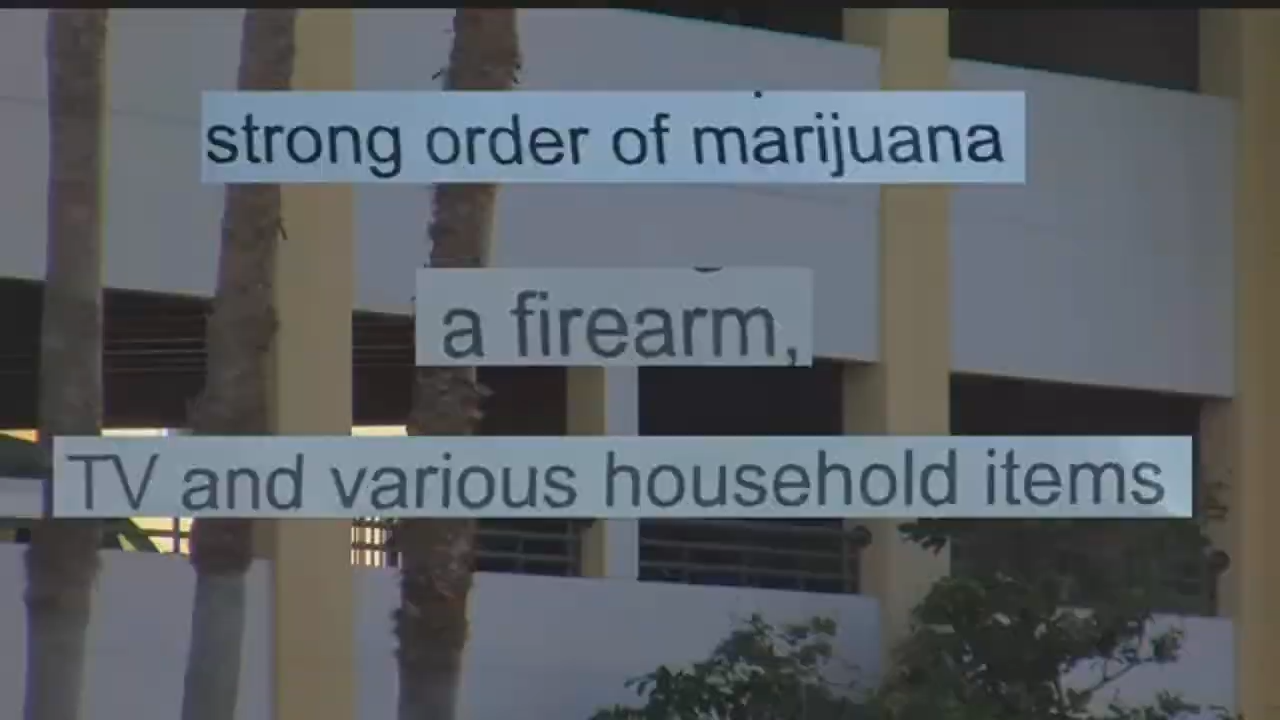 strong order of marijuana
a firearm,
TV and various household items